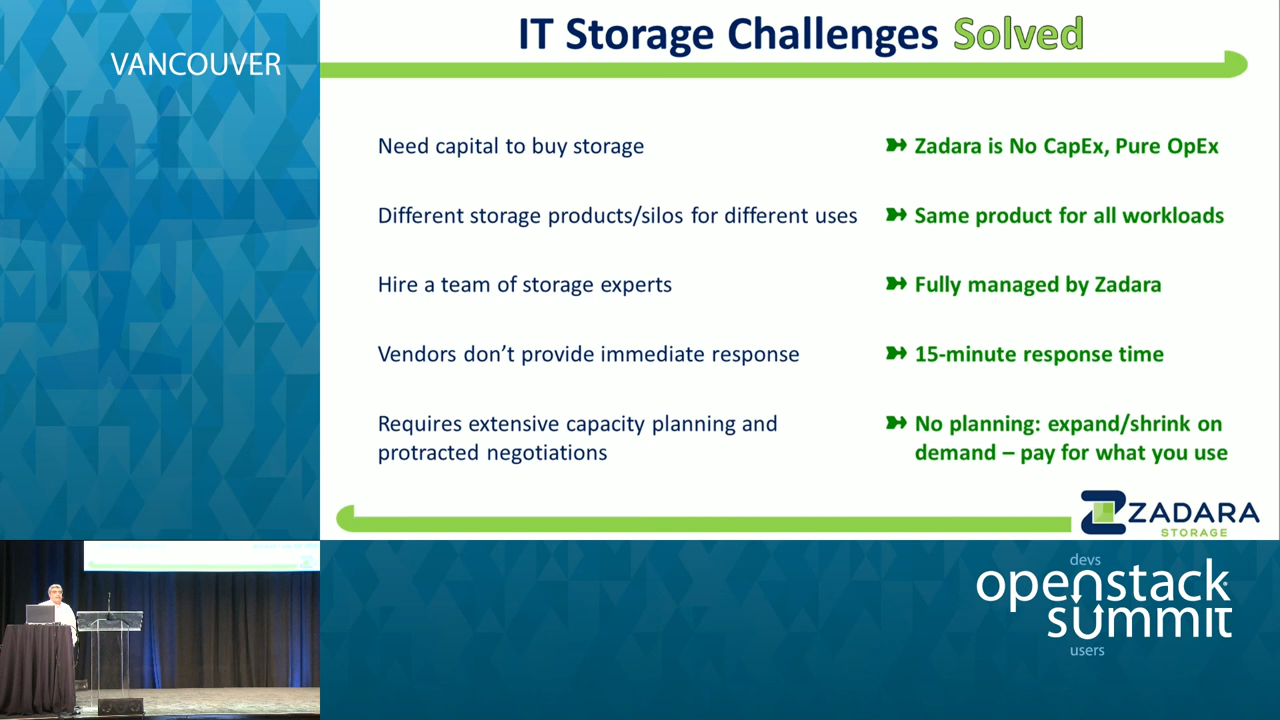 VANCOUVER
IT Storage Challenges Solved
Need capital to buy storage
Zadara is No CapEx, Pure OpEx
Different storage products/silos for different uses
Same product for all workloads
Hire a team of storage experts
Fully managed by Zadara
Vendors don’t provide immediate response
15-minute response time
Requires extensive capacity planning and
protracted negotiations
No planning: expand/shrink on
demand – pay for what you use
ZADARA
STORAGE
devs
openstack
summit
users